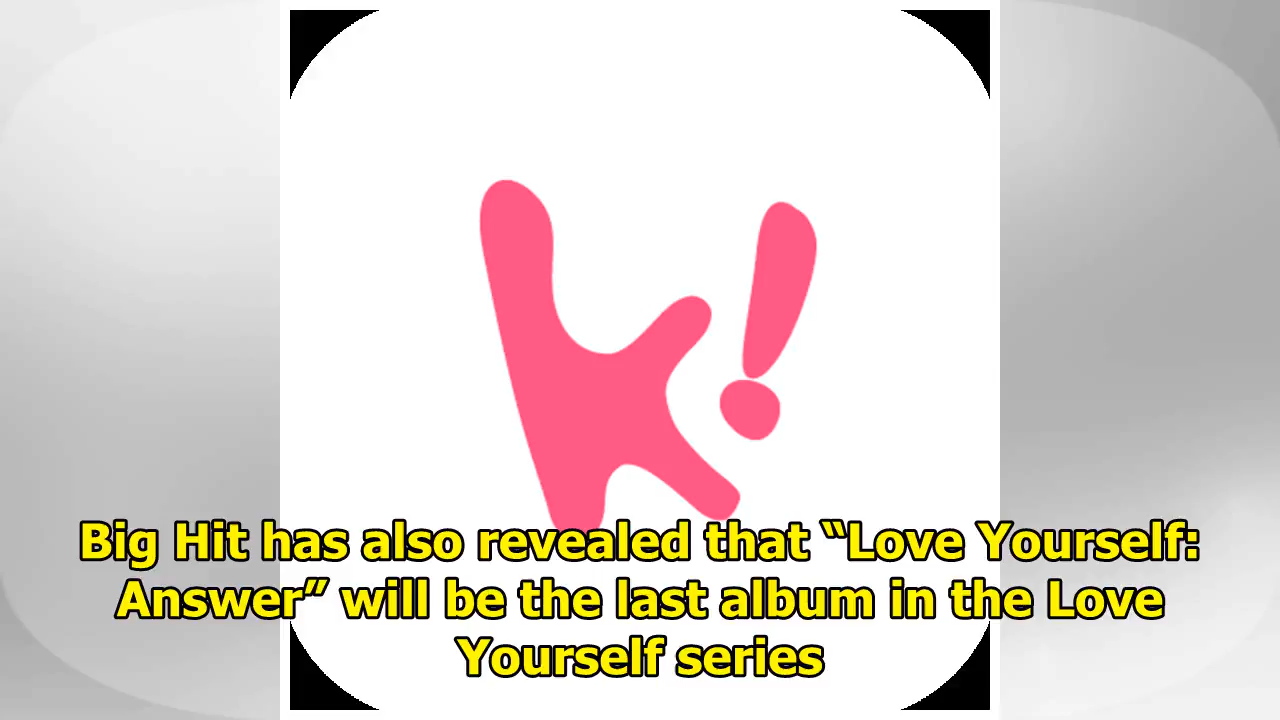 k!
Big Hit has also revealed that “Love Yourself:
Answer” will be the last album in the Love
Yourself series